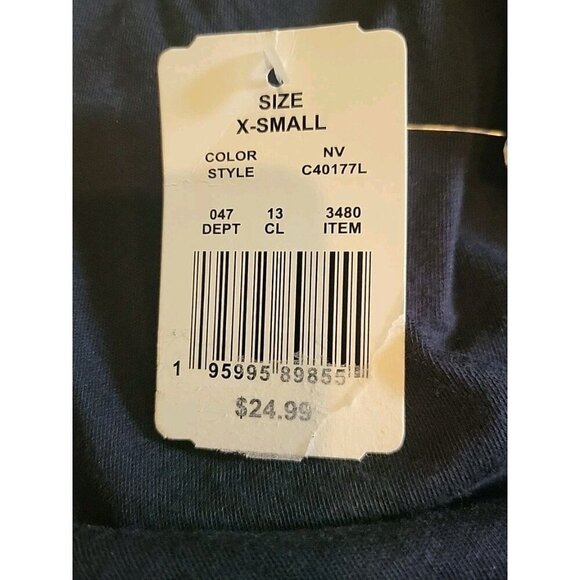 SIZE
X-SMALL
COLOR NV
STYLE C40177L
047 13 3480
DEPT CL ITEM
1 95995 89855
$24.99